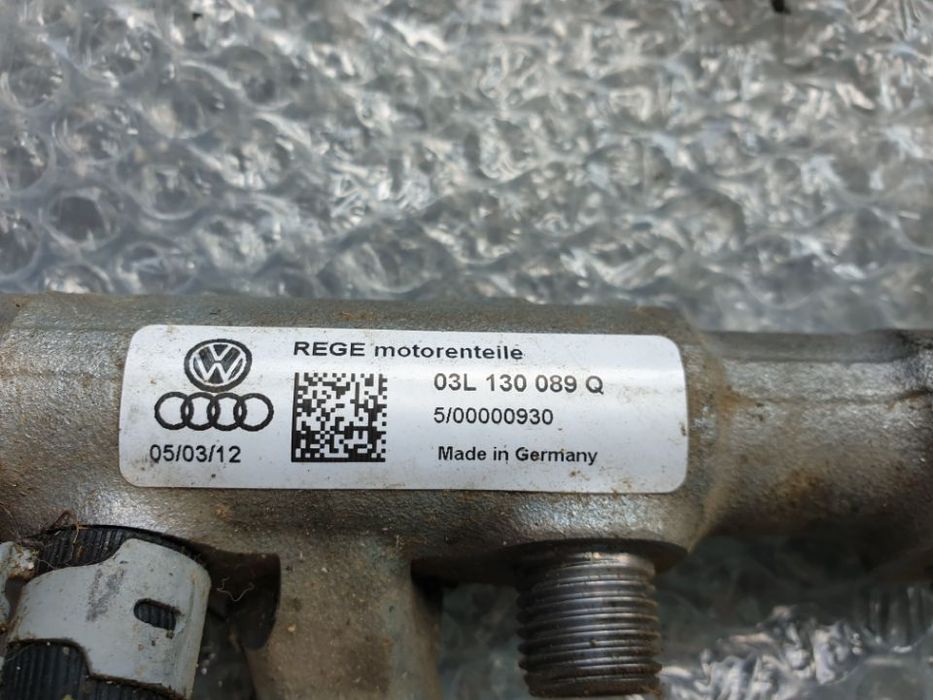 REGE motorenteile
03L 130 089 Q
5/00000930
05/03/12
Made in Germany